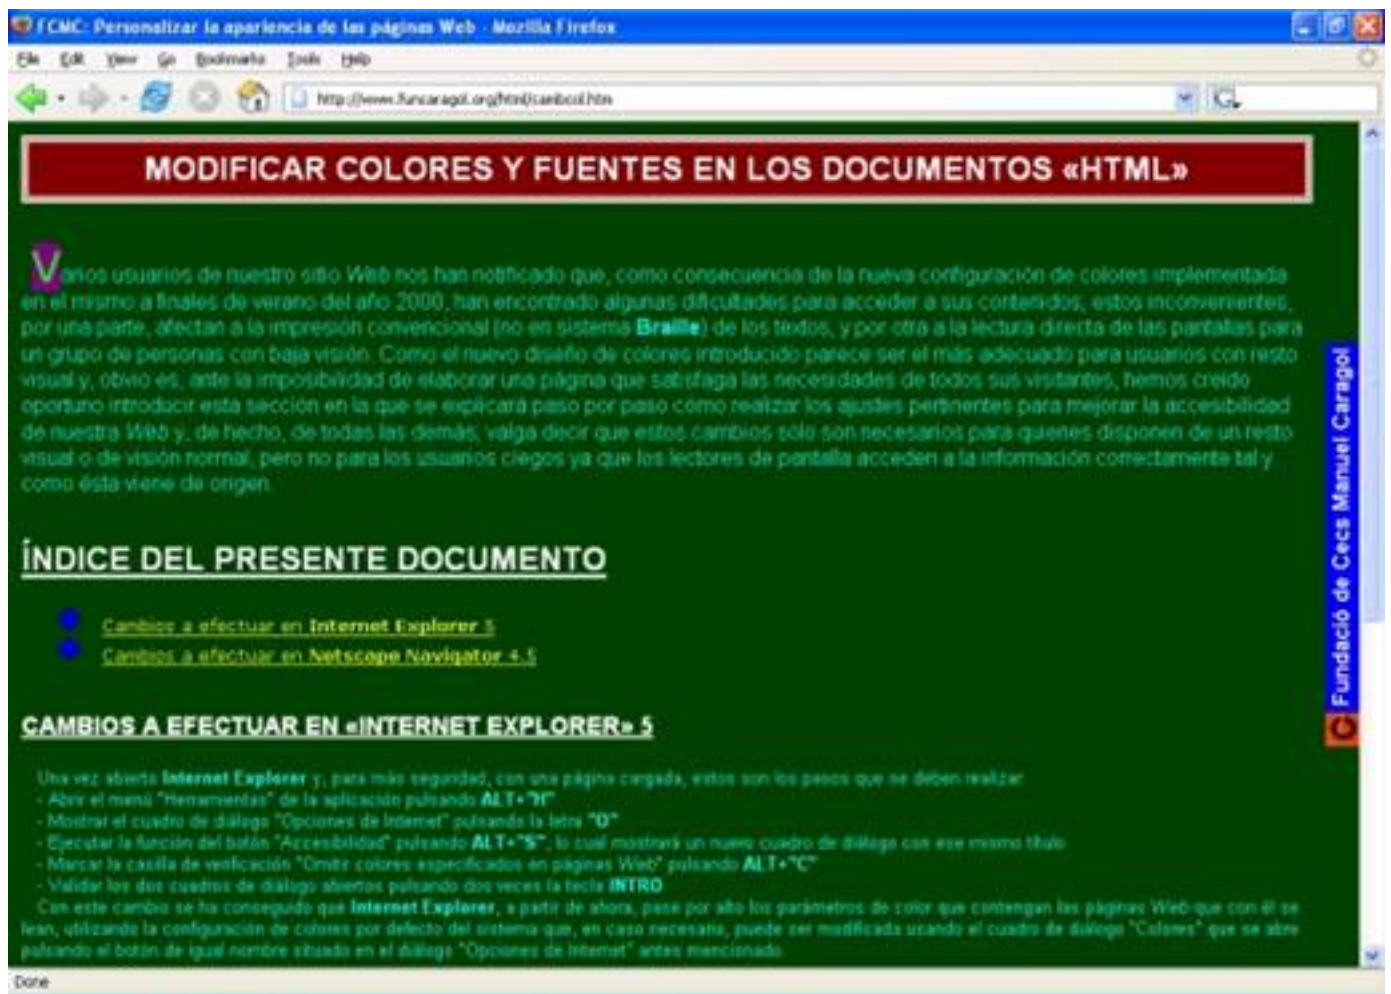 FCMC: Personalizar la apariencia de las páginas Web - Mozilla Firefox
File Edit View Go Bookmarks Tools Help
http://www.funcaragol.org/html/cambcol.htm
MODIFICAR COLORES Y FUENTES EN LOS DOCUMENTOS «HTML»
Varios usuarios de nuestro sitio Web nos han notificado que, como consecuencia de la nueva configuración de colores implementada
en el mismo a finales de verano del año 2000, han encontrado algunas dificultades para acceder a sus contenidos; estos inconvenientes,
por una parte, afectan a la impresión convencional (no en sistema Braille) de los textos, y por otra a la lectura directa de las pantallas para
un grupo de personas con baja visión. Como el nuevo diseño de colores introducido parece ser el más adecuado para usuarios con resto
visual y, obvio es, ante la imposibilidad de elaborar una página que satisfaga las necesidades de todos sus visitantes, hemos creído
oportuno introducir esta sección en la que se explicará paso por paso cómo realizar los ajustes pertinentes para mejorar la accesibilidad
de nuestra Web y, de hecho, de todas las demás; valga decir que estos cambios sólo son necesarios para quienes disponen de un resto
visual o de visión normal, pero no para los usuarios ciegos ya que los lectores de pantalla acceden a la información correctamente tal y
como ésta viene de origen.
ÍNDICE DEL PRESENTE DOCUMENTO
Cambios a efectuar en Internet Explorer 5
Cambios a efectuar en Netscape Navigator 4.5
CAMBIOS A EFECTUAR EN «INTERNET EXPLORER» 5
Una vez abierto Internet Explorer y, para más seguridad, con una página cargada, estos son los pasos que se deben realizar:
- Abrir el menú "Herramientas" de la aplicación pulsando ALT+"H"
- Mostrar el cuadro de diálogo "Opciones de Internet" pulsando la letra "O"
- Ejecutar la función del botón "Accesibilidad" pulsando ALT+"S", lo cual mostrará un nuevo cuadro de diálogo con ese mismo título
- Marcar la casilla de verificación "Omitir colores especificados en páginas Web" pulsando ALT+"C"
- Validar los dos cuadros de diálogo abiertos pulsando dos veces la tecla INTRO
Con este cambio se ha conseguido que Internet Explorer, a partir de ahora, pase por alto los parámetros de color que contengan las páginas Web que con él se
lean, utilizando la configuración de colores por defecto del sistema que, en caso necesario, puede ser modificada usando el cuadro de diálogo "Colores" que se abre
pulsando el botón de igual nombre situado en el diálogo "Opciones de Internet" antes mencionado.
Fundació de Cecs Manuel Caragol
Done